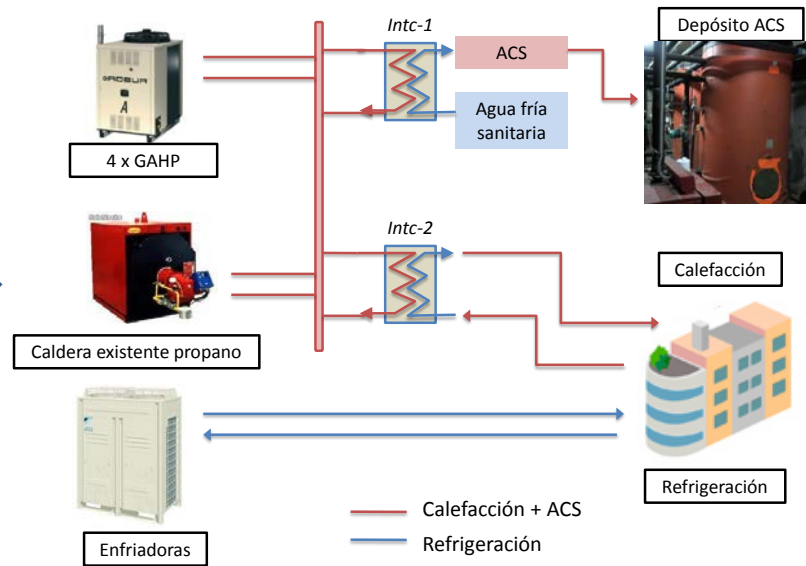 Intc-1
ACS
Agua fría
sanitaria
Depósito ACS
ROBUR
A
4 x GAHP
Intc-2
Calefacción
Caldera existente propano
Enfriadoras
Refrigeración
Calefacción + ACS
Refrigeración